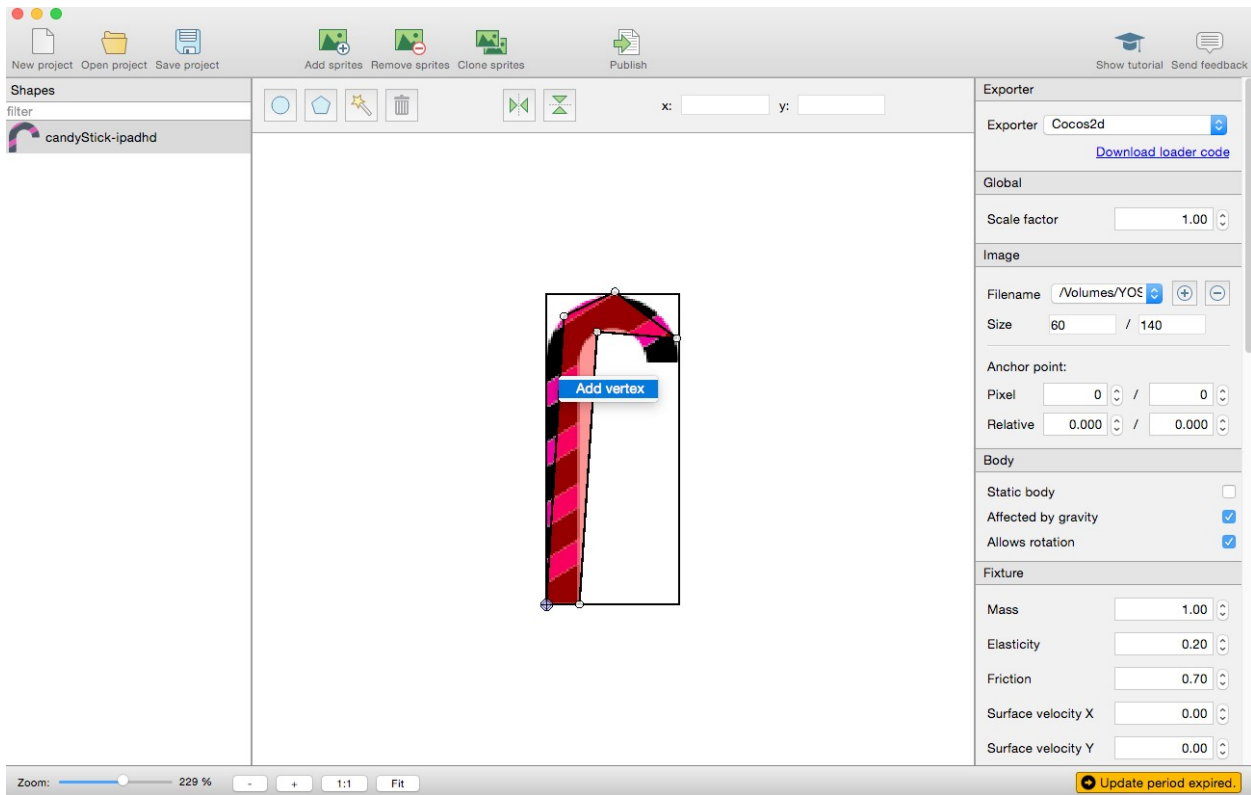 New project Open project Save project Add sprites Remove sprites Clone sprites Publish Show tutorial Send feedback
Shapes
filter
candyStick-ipadhd
x: y:
Add vertex
Exporter
Exporter Cocos2d
Download loader code
Global
Scale factor 1.00
Image
Filename /Volumes/YOS
Size 60 / 140
Anchor point:
Pixel 0 / 0
Relative 0.000 / 0.000
Body
Static body
Affected by gravity
Allows rotation
Fixture
Mass 1.00
Elasticity 0.20
Friction 0.70
Surface velocity X 0.00
Surface velocity Y 0.00
Zoom: 229 % - + 1:1 Fit Update period expired.